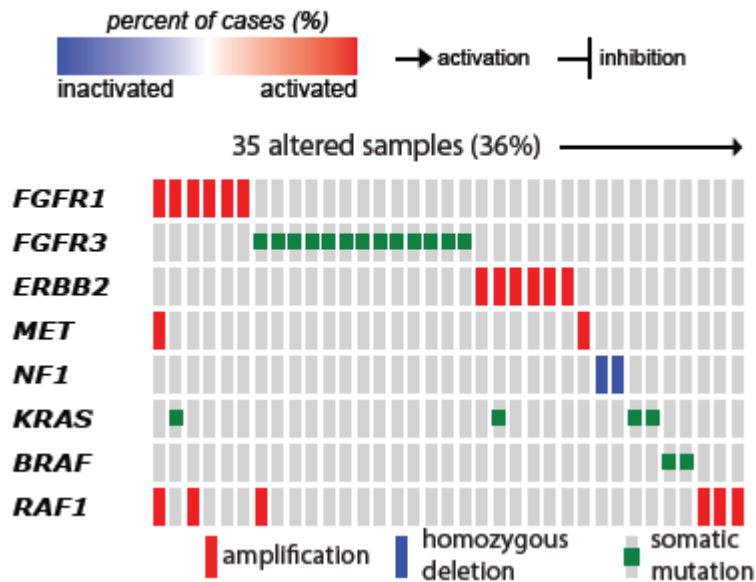 percent of cases (%)
inactivated activated
activation inhibition
35 altered samples (36%)
FGFR1
FGFR3
ERBB2
MET
NF1
KRAS
BRAF
RAF1
amplification
homozygous
deletion
somatic
mutation